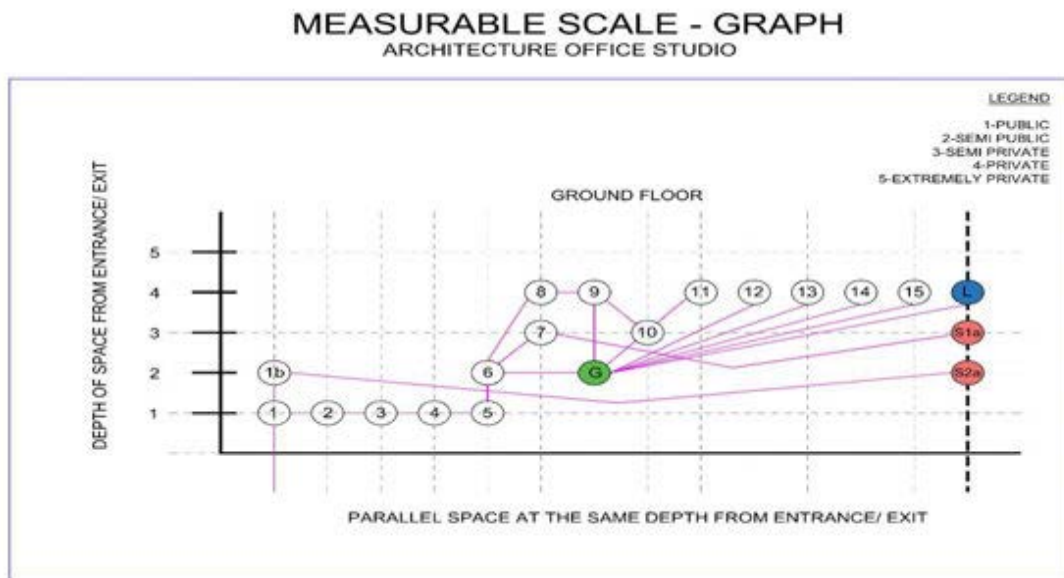 MEASURABLE SCALE - GRAPH
ARCHITECTURE OFFICE STUDIO
LEGEND
1-PUBLIC
2-SEMI PUBLIC
3-SEMI PRIVATE
4-PRIVATE
5-EXTREMELY PRIVATE
GROUND FLOOR
DEPTH OF SPACE FROM ENTRANCE/ EXIT
5
4 8 9 11 12 13 14 15 L
3 7 10 S1a
2 1b 6 G S2a
1 1 2 3 4 5
PARALLEL SPACE AT THE SAME DEPTH FROM ENTRANCE/ EXIT